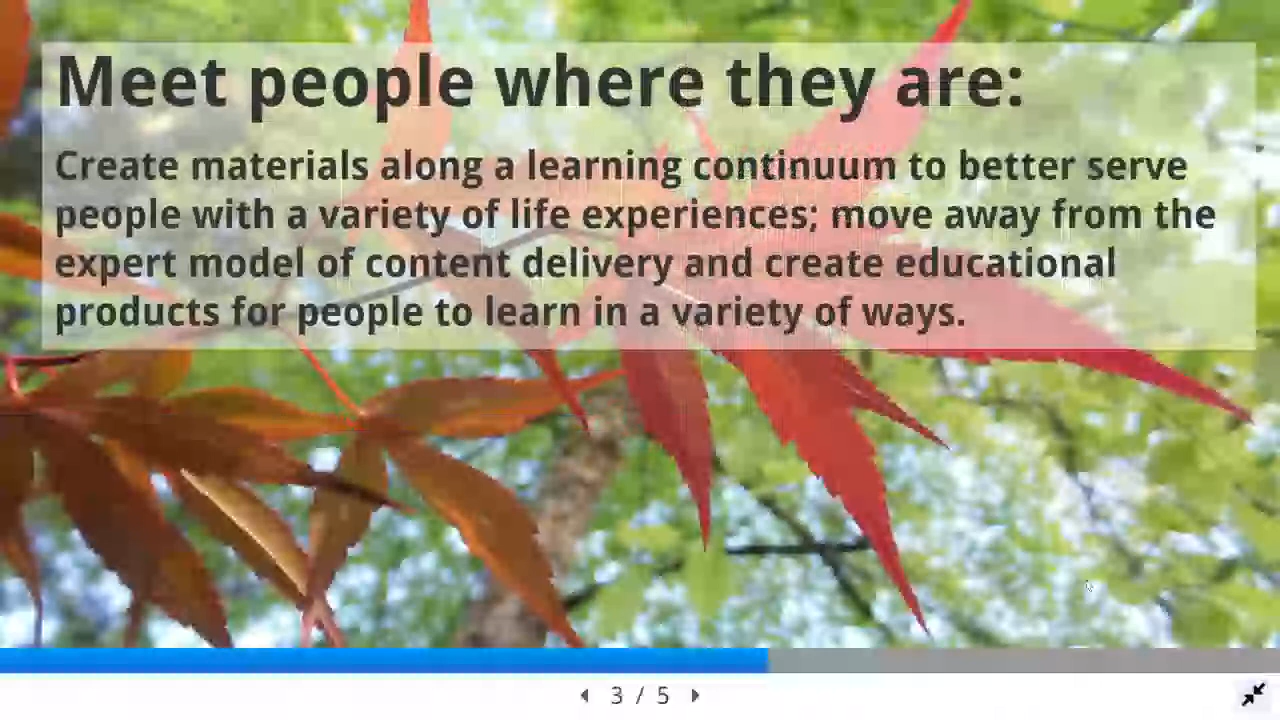 Meet people where they are:
Create materials along a learning continuum to better serve
people with a variety of life experiences; move away from the
expert model of content delivery and create educational
products for people to learn in a variety of ways.
3 / 5